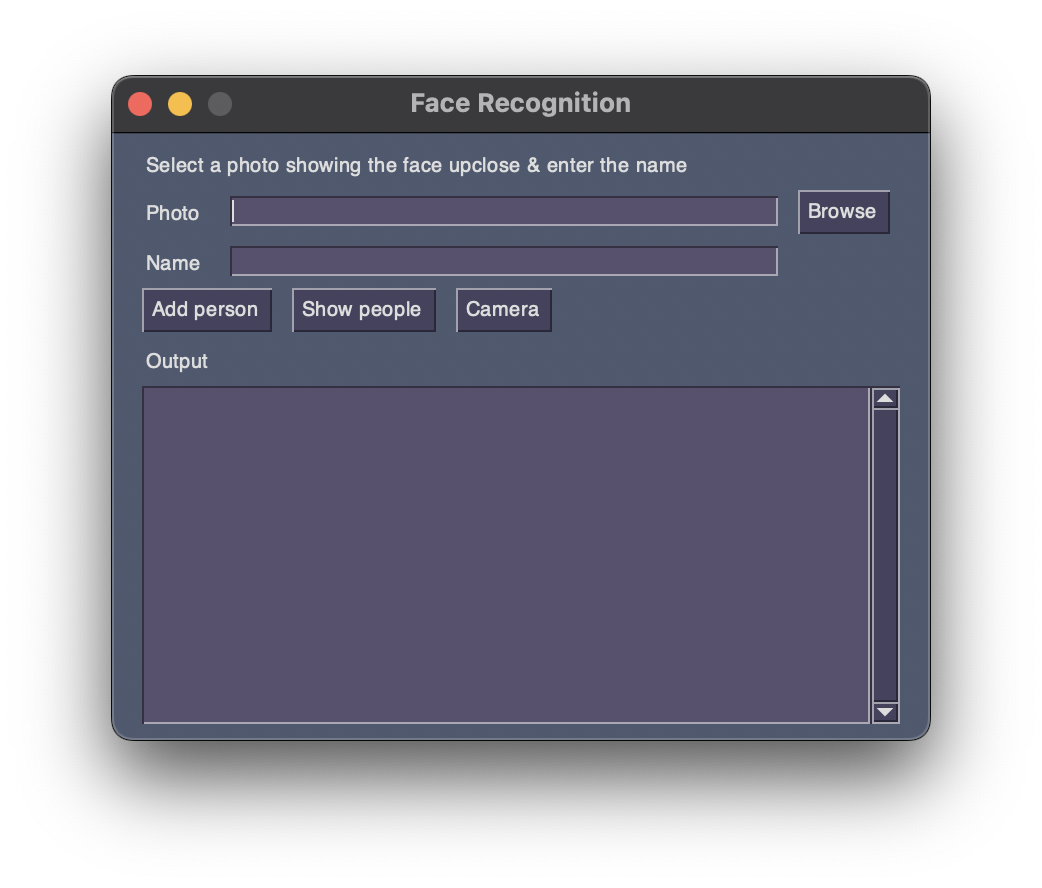 Face Recognition
Select a photo showing the face upclose & enter the name
Photo Browse
Name
Add person Show people Camera
Output